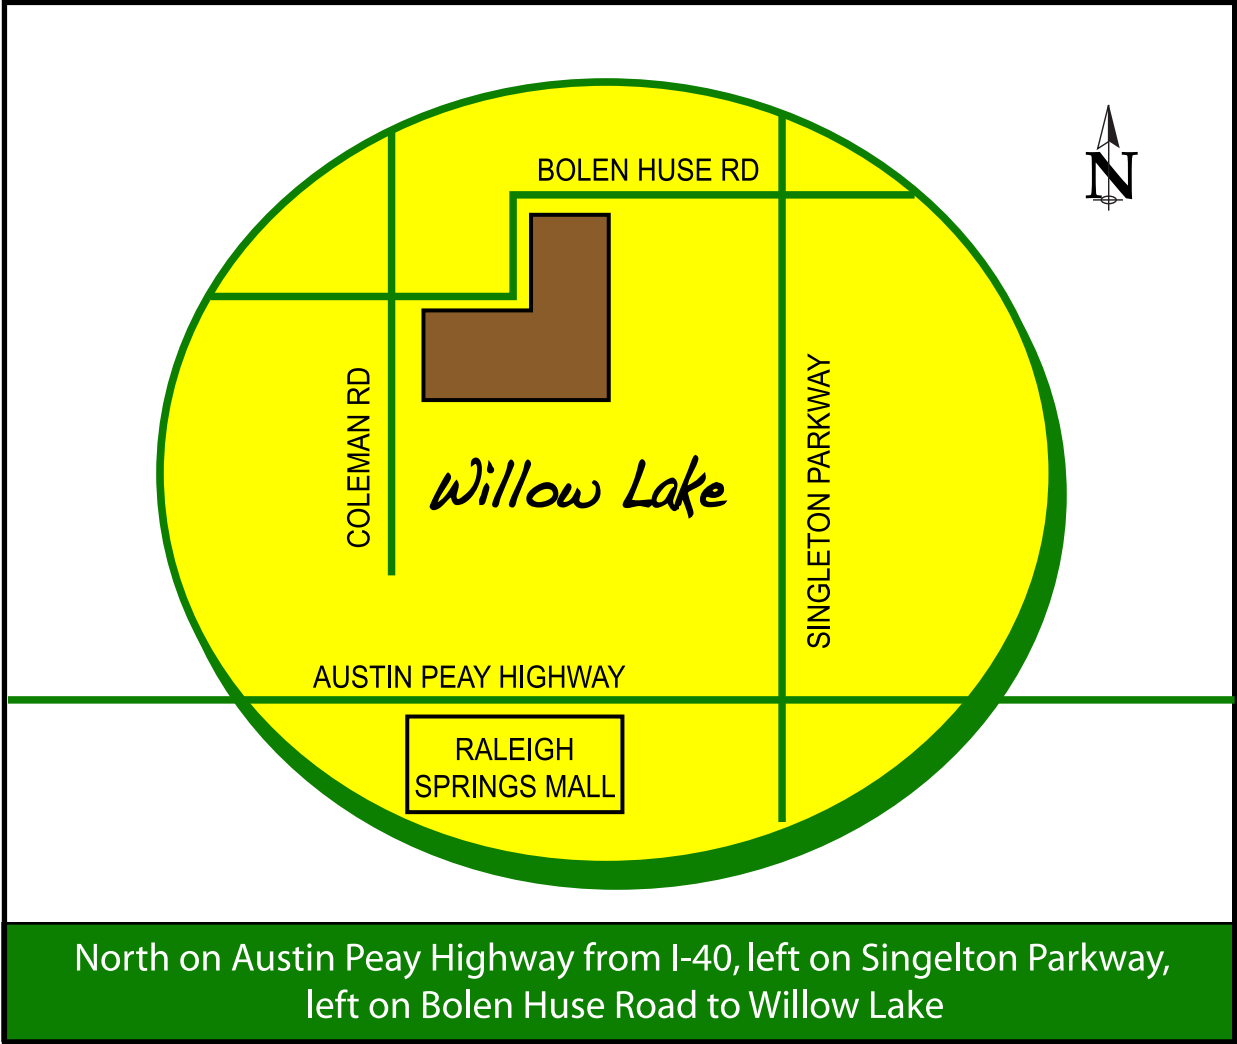 BOLEN HUSE RD
N
COLEMAN RD
SINGLETON PARKWAY
Willow Lake
AUSTIN PEAY HIGHWAY
RALEIGH
SPRINGS MALL
North on Austin Peay Highway from I-40, left on Singelton Parkway,
left on Bolen Huse Road to Willow Lake